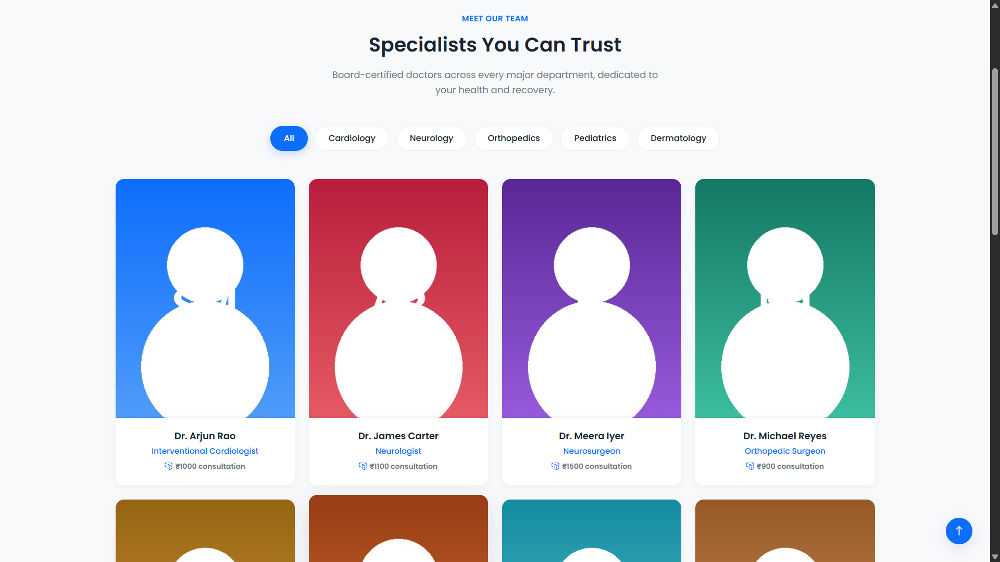 MEET OUR TEAM
Specialists You Can Trust
Board-certified doctors across every major department, dedicated to
your health and recovery.
All
Cardiology
Neurology
Orthopedics
Pediatrics
Dermatology
Dr. Arjun Rao
Interventional Cardiologist
₹1000 consultation
Dr. James Carter
Neurologist
₹1100 consultation
Dr. Meera Iyer
Neurosurgeon
₹1500 consultation
Dr. Michael Reyes
Orthopedic Surgeon
₹900 consultation